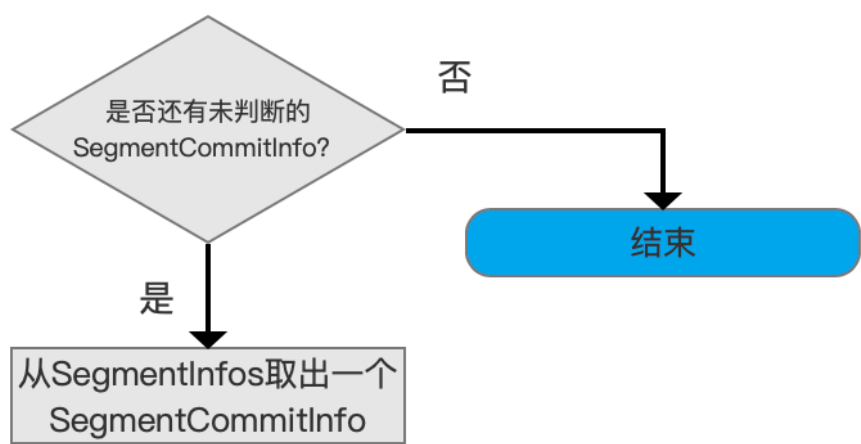 是否还有未判断的
SegmentCommitInfo?
否
结束
是
从SegmentInfos取出一个
SegmentCommitInfo